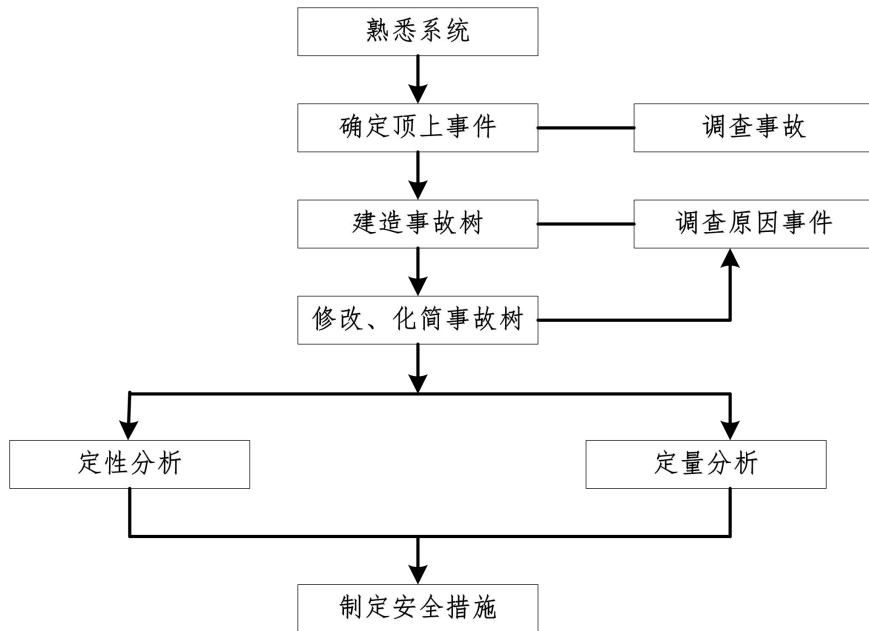 熟悉系统
确定顶上事件
调查事故
建造事故树
调查原因事件
修改、化简事故树
定性分析
定量分析
制定安全措施